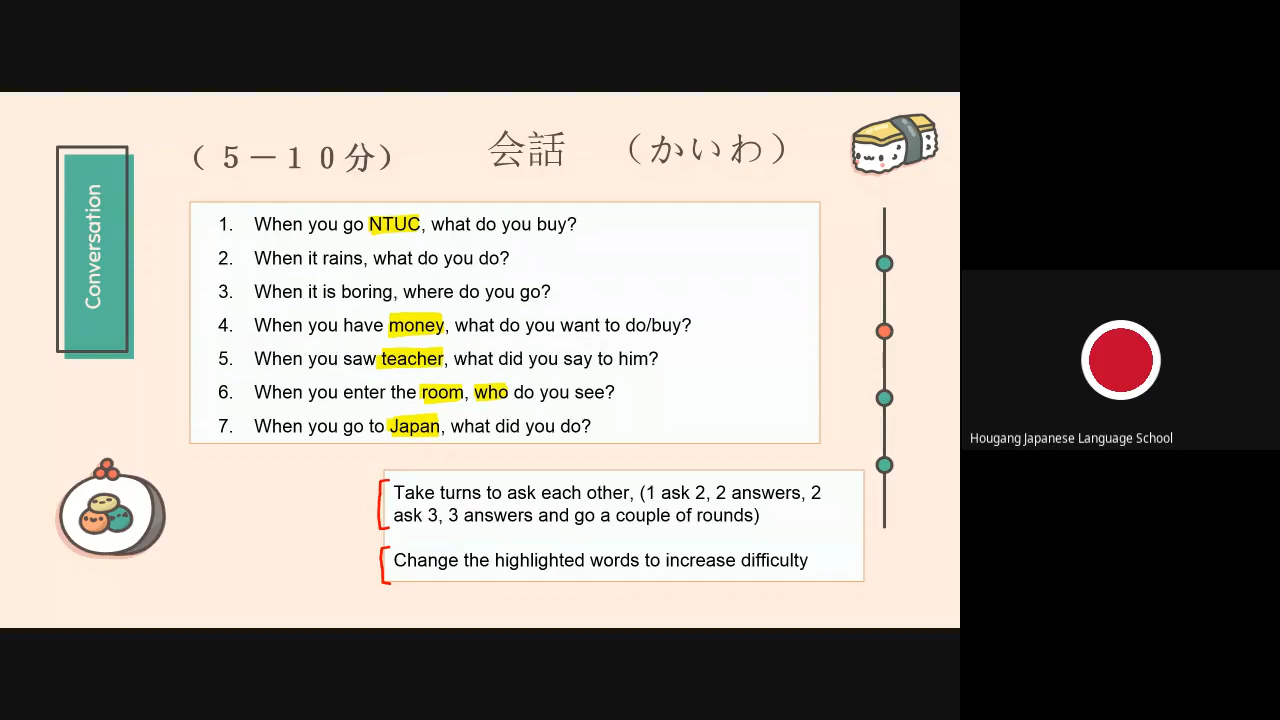 Conversation
（５－１０分）
会話　（かいわ）
1. When you go NTUC, what do you buy?
2. When it rains, what do you do?
3. When it is boring, where do you go?
4. When you have money, what do you want to do/buy?
5. When you saw teacher, what did you say to him?
6. When you enter the room, who do you see?
7. When you go to Japan, what did you do?
Take turns to ask each other, (1 ask 2, 2 answers, 2
ask 3, 3 answers and go a couple of rounds)
Change the highlighted words to increase difficulty
Hougang Japanese Language School